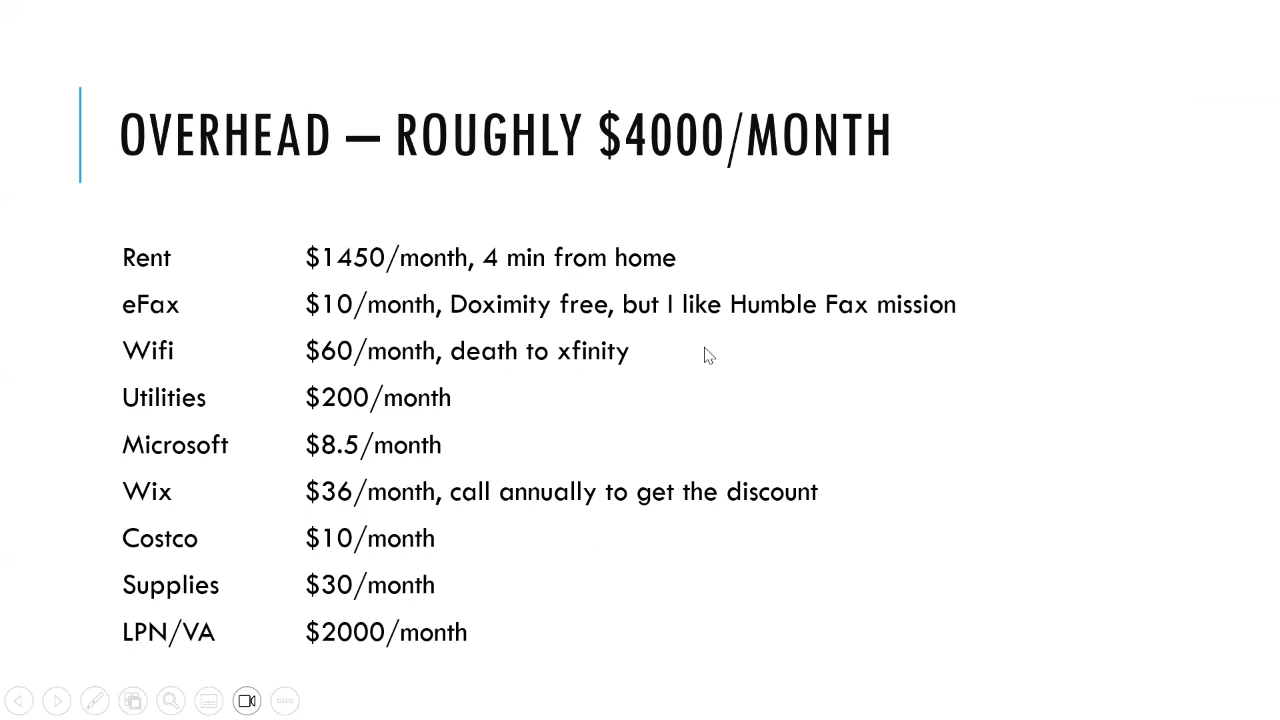 OVERHEAD – ROUGHLY $4000/MONTH
Rent $1450/month, 4 min from home
eFax $10/month, Doximity free, but I like Humble Fax mission
Wifi $60/month, death to xfinity
Utilities $200/month
Microsoft $8.5/month
Wix $36/month, call annually to get the discount
Costco $10/month
Supplies $30/month
LPN/VA $2000/month